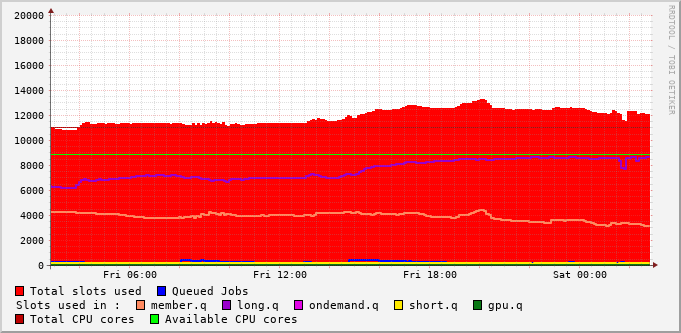 20000
18000
16000
14000
12000
10000
8000
6000
4000
2000
0
Fri 06:00 Fri 12:00 Fri 18:00 Sat 00:00
Total slots used Queued Jobs
Slots used in : member.q long.q ondemand.q short.q gpu.q
Total CPU cores Available CPU cores
RRDTOOL / TOBI OETIKER